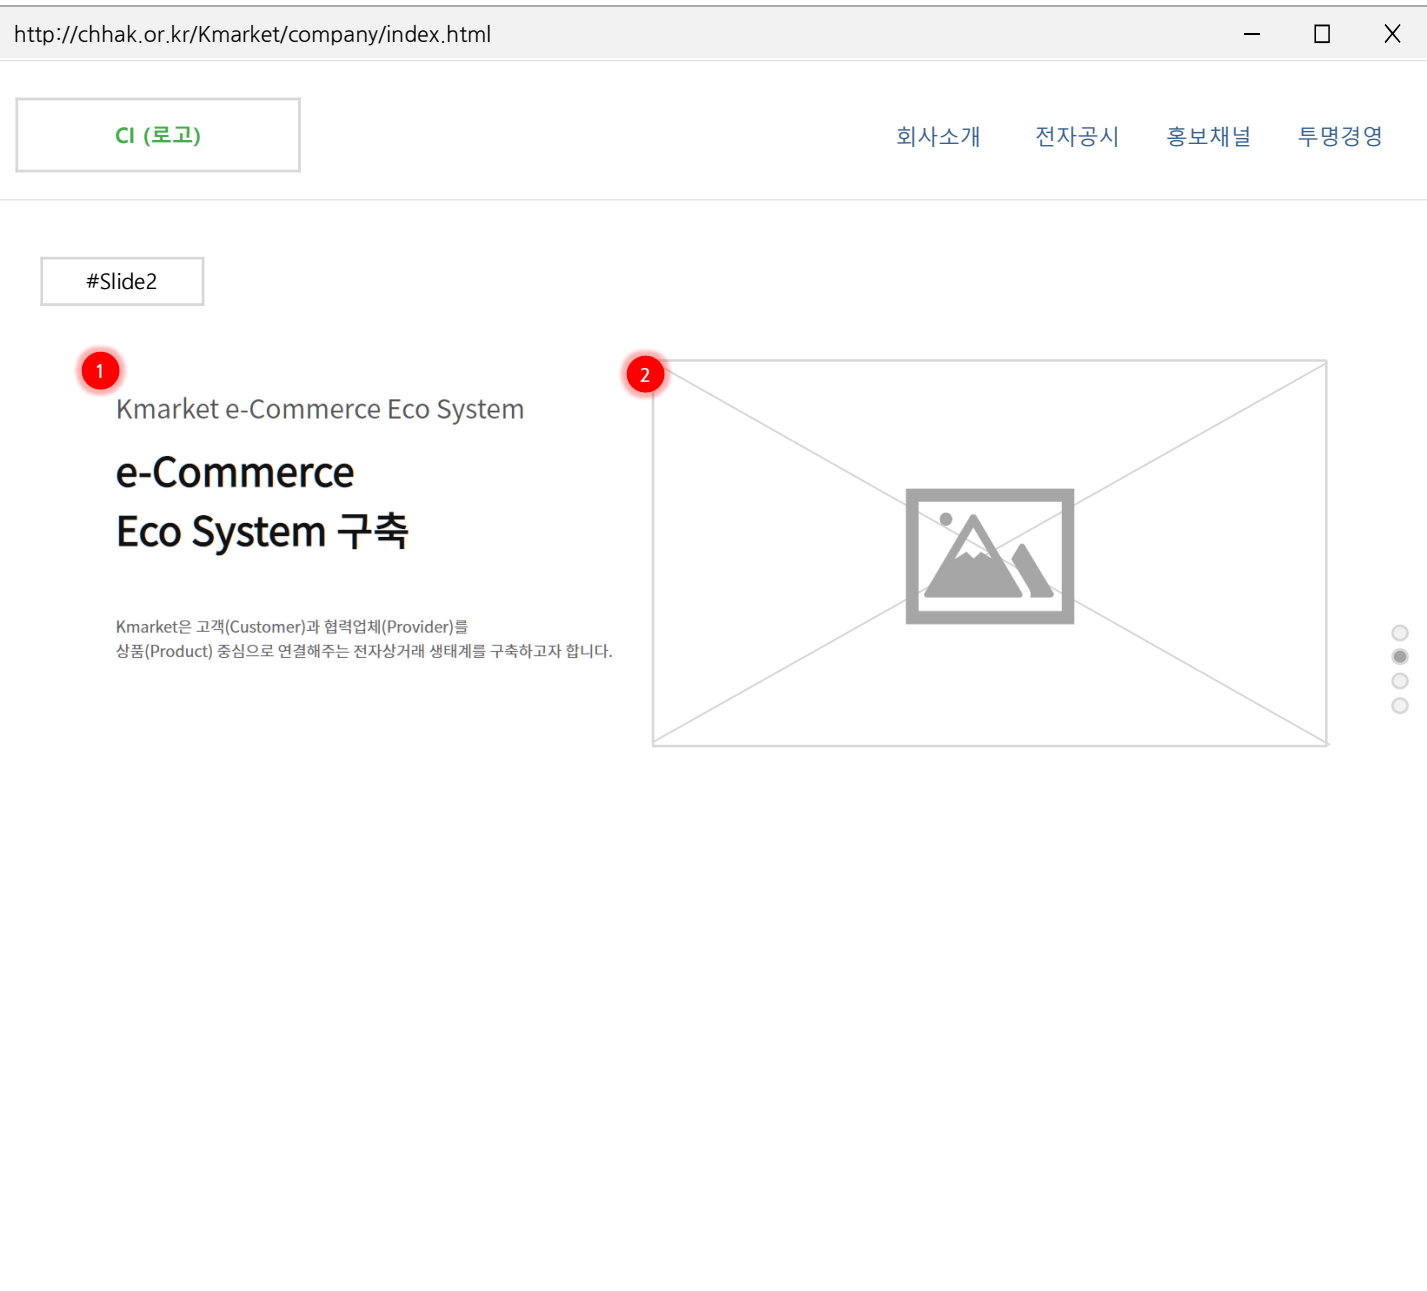 http://chhak.or.kr/Kmarket/company/index.html
CI (로고)
회사소개 전자공시 홍보채널 투명경영
#Slide2
1
Kmarket e-Commerce Eco System
e-Commerce
Eco System 구축
Kmarket은 고객(Customer)과 협력업체(Provider)를
상품(Product) 중심으로 연결해주는 전자상거래 생태계를 구축하고자 합니다.
2